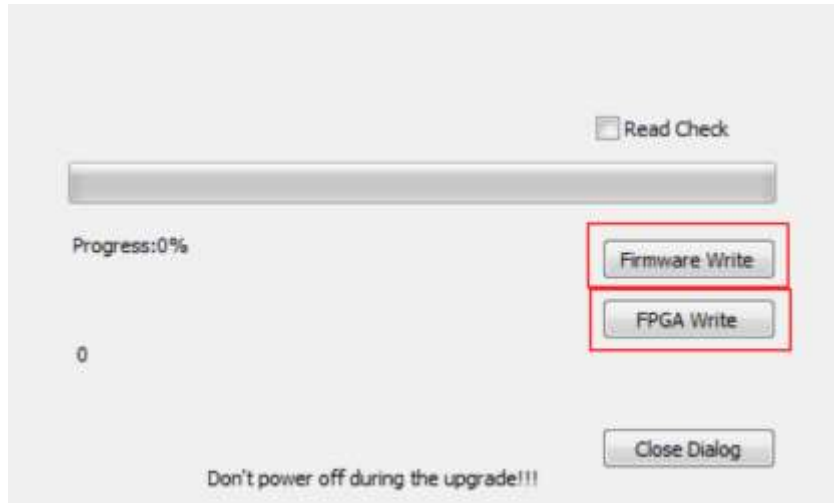 Read Check
Progress:0%
Firmware Write
FPGA Write
0
Close Dialog
Don't power off during the upgrade!!!